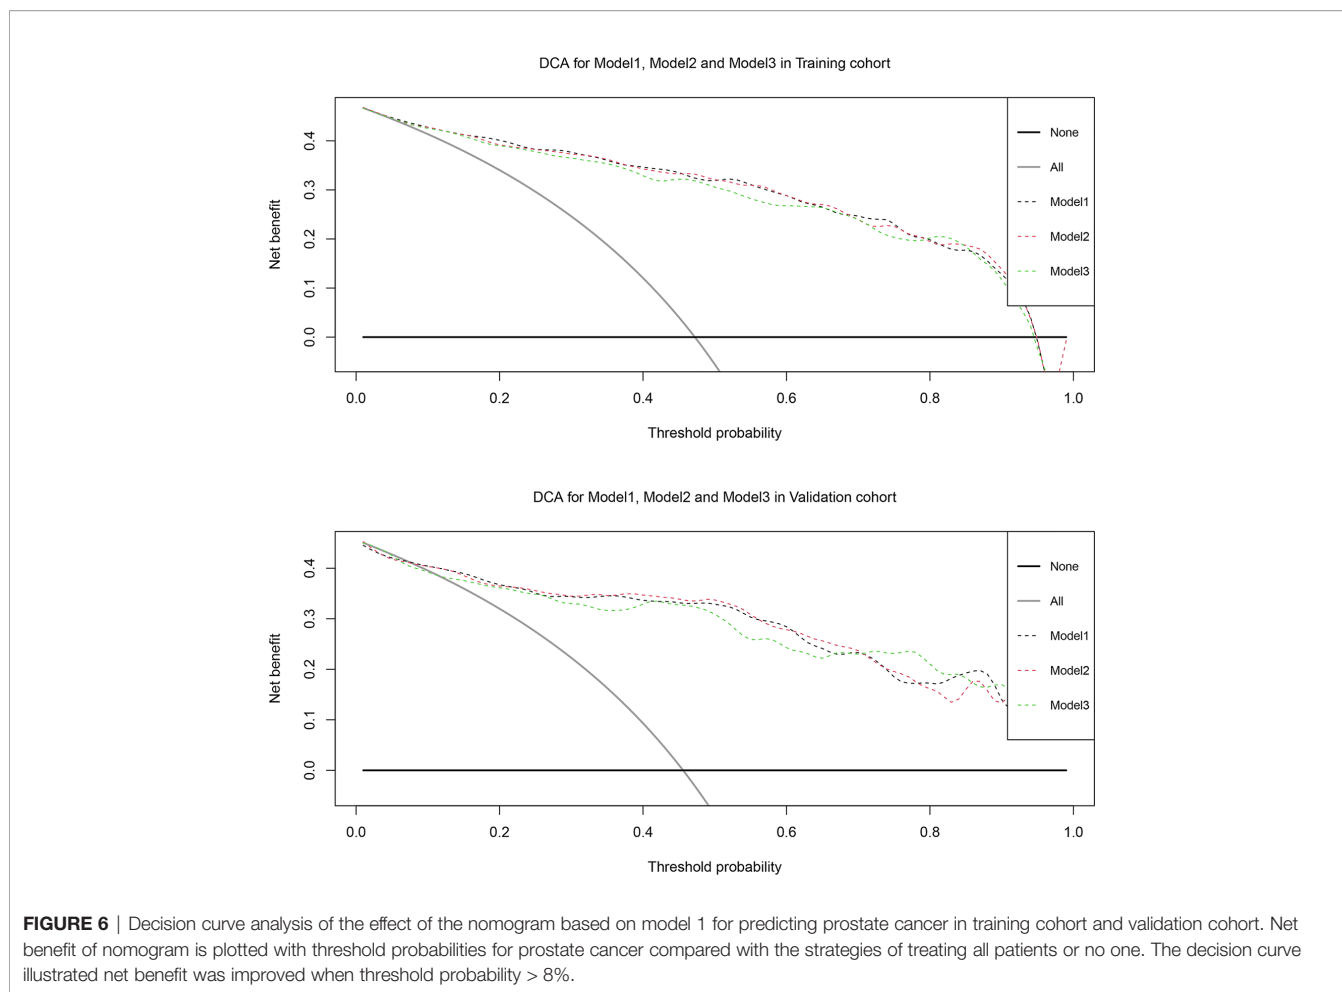 DCA for Model1, Model2 and Model3 in Training cohort
Net benefit
0.4
0.3
0.2
0.1
0.0
None
All
Model1
Model2
Model3
0.0 0.2 0.4 0.6 0.8 1.0
Threshold probability
DCA for Model1, Model2 and Model3 in Validation cohort
Net benefit
0.4
0.3
0.2
0.1
0.0
None
All
Model1
Model2
Model3
0.0 0.2 0.4 0.6 0.8 1.0
Threshold probability
FIGURE 6 | Decision curve analysis of the effect of the nomogram based on model 1 for predicting prostate cancer in training cohort and validation cohort. Net
benefit of nomogram is plotted with threshold probabilities for prostate cancer compared with the strategies of treating all patients or no one. The decision curve
illustrated net benefit was improved when threshold probability > 8%.